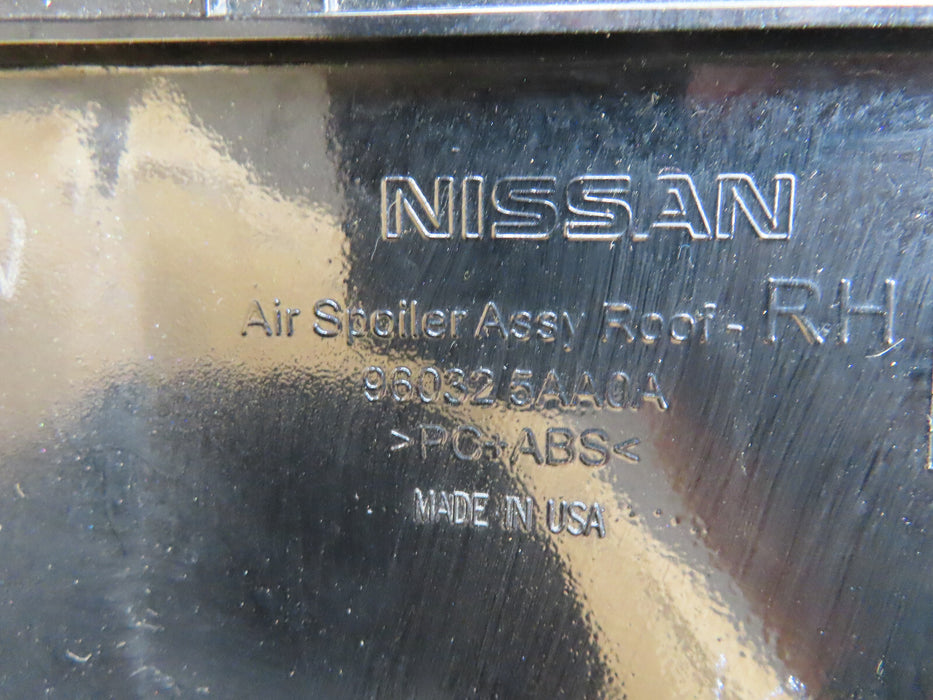 NISSAN
Air Spoiler Assy Roof - RH
96032 5AA0A
>PC+ABS<
MADE IN USA